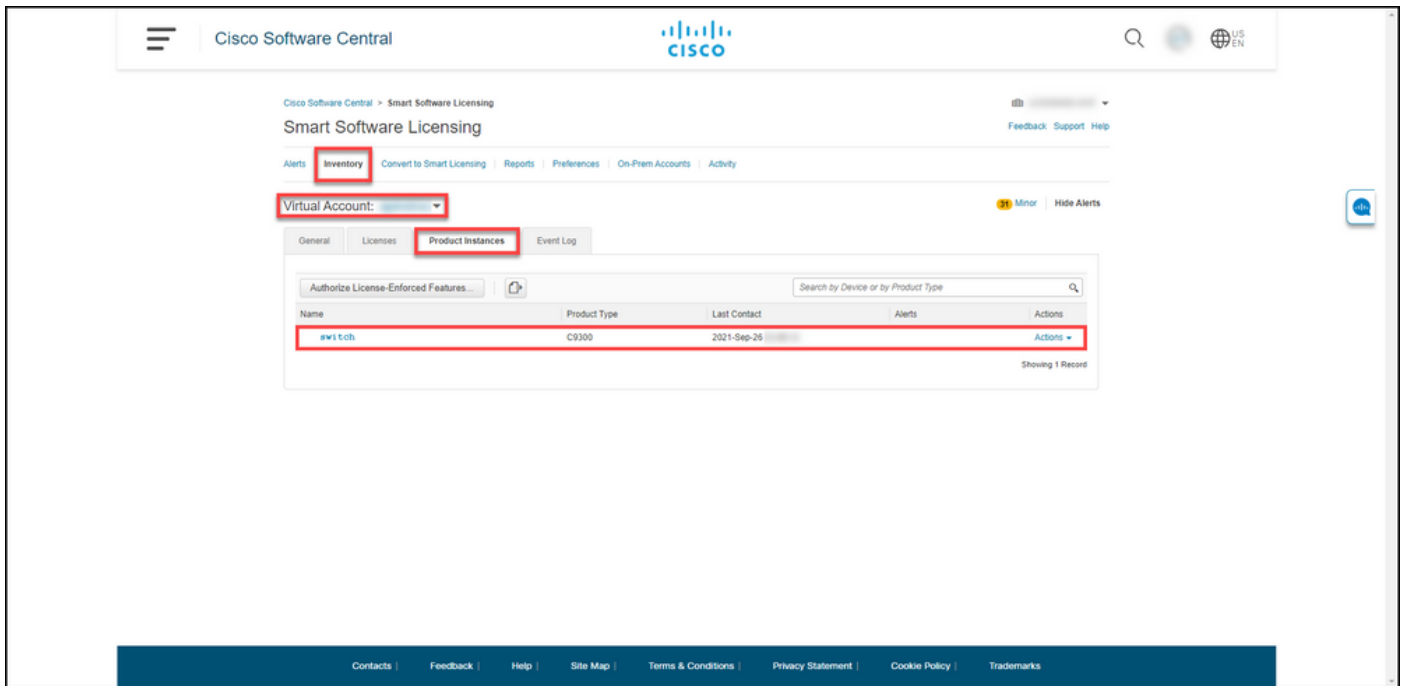 Cisco Software Central
CISCO
US
EN
Cisco Software Central > Smart Software Licensing
Smart Software Licensing
Feedback Support Help
Alerts Inventory Convert to Smart Licensing Reports Preferences On-Prem Accounts Activity
Virtual Account:
31 Minor Hide Alerts
General Licenses Product Instances Event Log
Authorize License-Enforced Features...
Search by Device or by Product Type
Name Product Type Last Contact Alerts Actions
switch C9300 2021-Sep-26 Actions
Showing 1 Record
Contacts | Feedback | Help | Site Map | Terms & Conditions | Privacy Statement | Cookie Policy | Trademarks